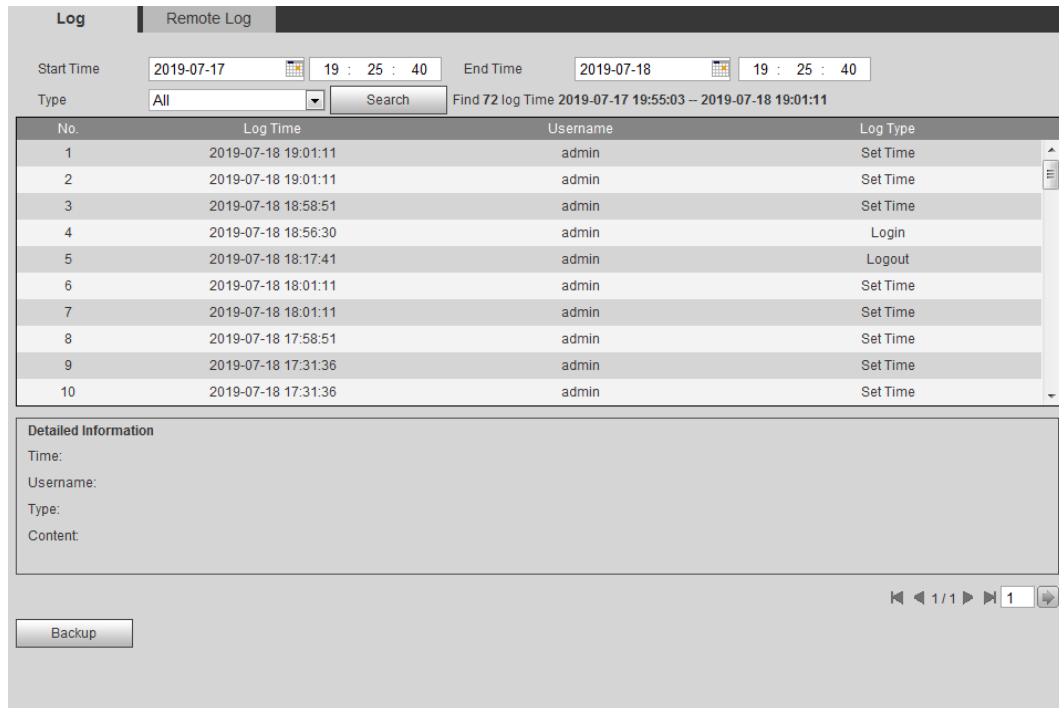 Log Remote Log
Start Time 2019-07-17 19 : 25 : 40 End Time 2019-07-18 19 : 25 : 40
Type All Search Find 72 log Time 2019-07-17 19:55:03 -- 2019-07-18 19:01:11
No. Log Time Username Log Type
1 2019-07-18 19:01:11 admin Set Time
2 2019-07-18 19:01:11 admin Set Time
3 2019-07-18 18:58:51 admin Set Time
4 2019-07-18 18:56:30 admin Login
5 2019-07-18 18:17:41 admin Logout
6 2019-07-18 18:01:11 admin Set Time
7 2019-07-18 18:01:11 admin Set Time
8 2019-07-18 17:58:51 admin Set Time
9 2019-07-18 17:31:36 admin Set Time
10 2019-07-18 17:31:36 admin Set Time
Detailed Information
Time:
Username:
Type:
Content:
1 / 1 1
Backup